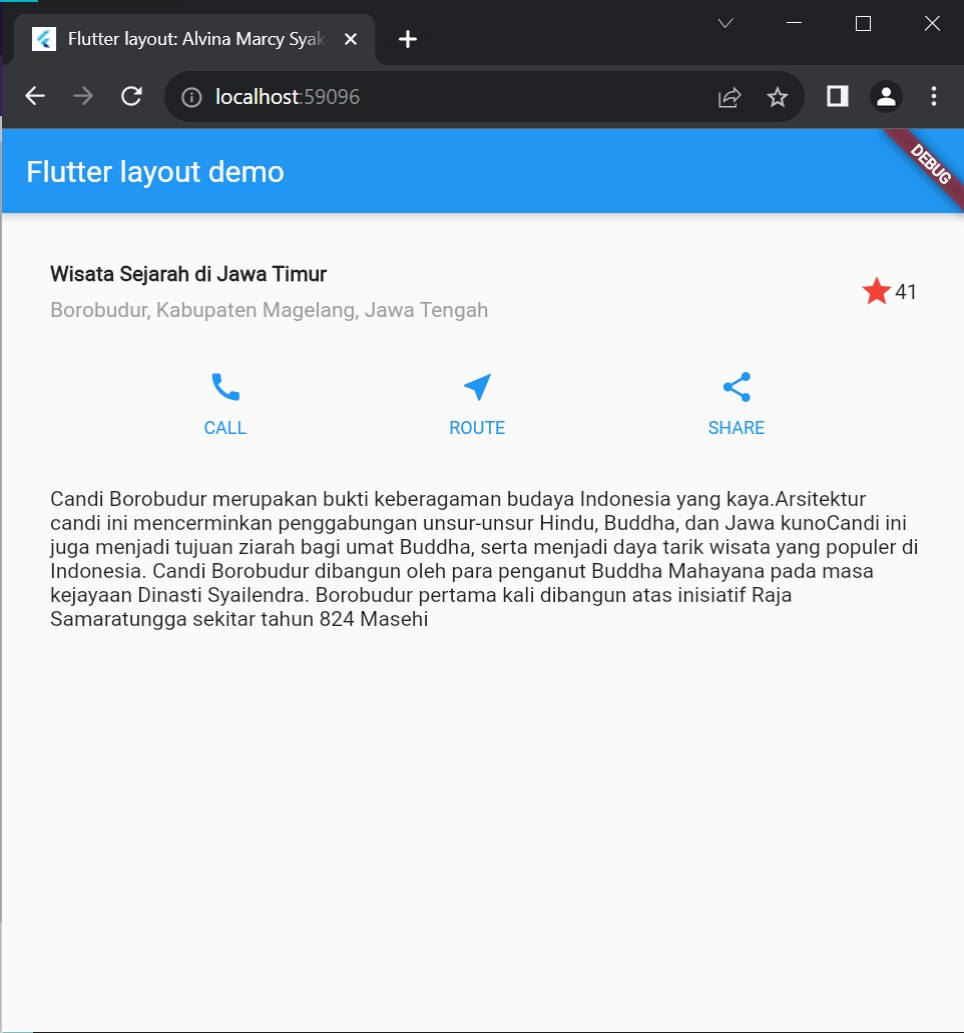 Flutter layout: Alvina Marcy Syak
localhost:59096
Flutter layout demo
DEBUG
Wisata Sejarah di Jawa Timur
Borobudur, Kabupaten Magelang, Jawa Tengah
41
CALL
ROUTE
SHARE
Candi Borobudur merupakan bukti keberagaman budaya Indonesia yang kaya.Arsitektur
candi ini mencerminkan penggabungan unsur-unsur Hindu, Buddha, dan Jawa kunoCandi ini
juga menjadi tujuan ziarah bagi umat Buddha, serta menjadi daya tarik wisata yang populer di
Indonesia. Candi Borobudur dibangun oleh para penganut Buddha Mahayana pada masa
kejayaan Dinasti Syailendra. Borobudur pertama kali dibangun atas inisiatif Raja
Samaratungga sekitar tahun 824 Masehi